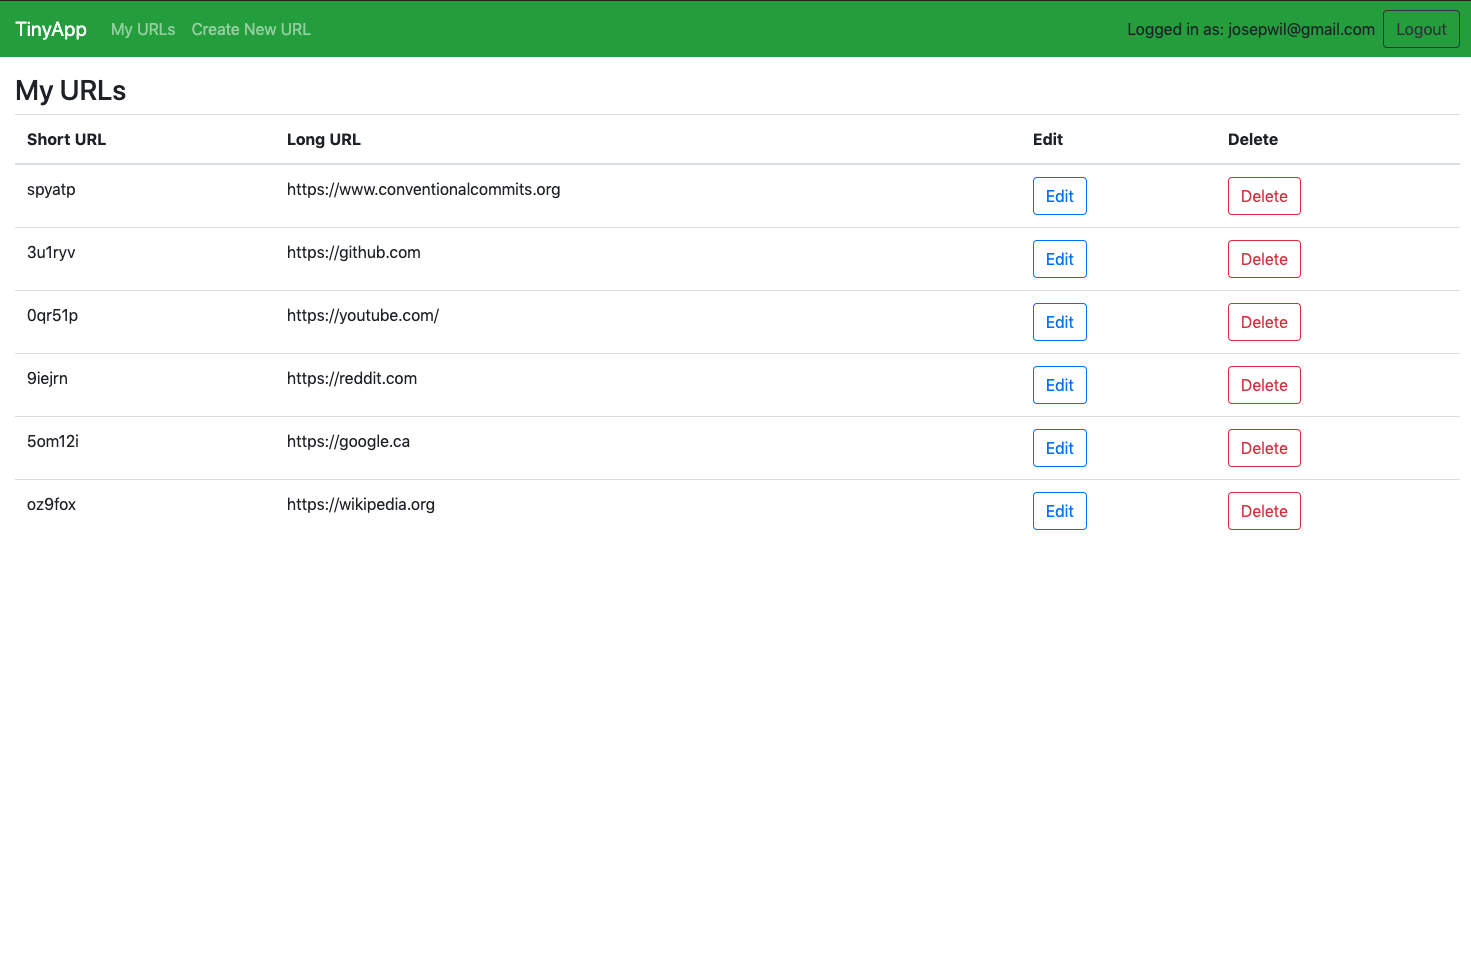 TinyApp My URLs Create New URL Logged in as: josepwil@gmail.com Logout
My URLs
Short URL Long URL Edit Delete
spyatp https://www.conventionalcommits.org Edit Delete
3u1ryv https://github.com Edit Delete
0qr51p https://youtube.com/ Edit Delete
9iejrn https://reddit.com Edit Delete
5om12i https://google.ca Edit Delete
oz9fox https://wikipedia.org Edit Delete